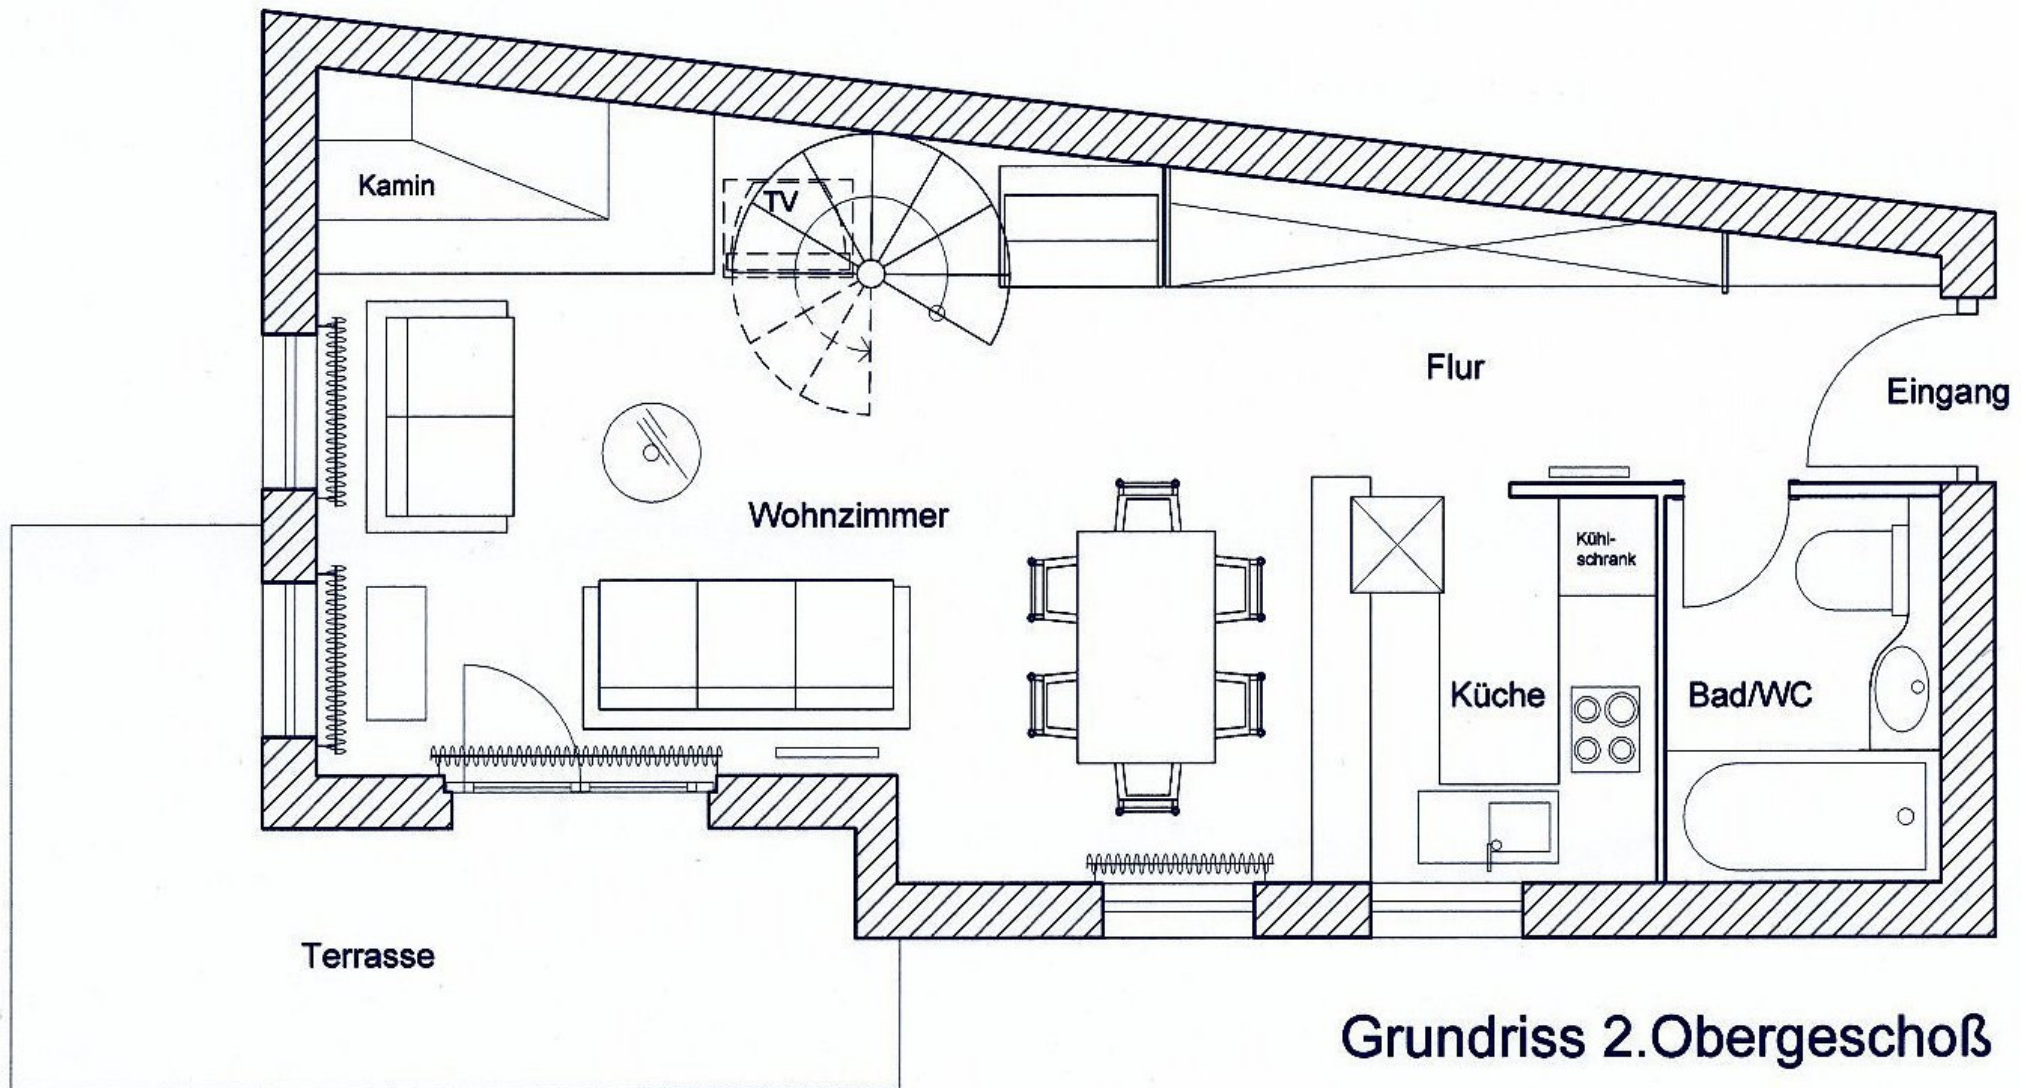 Kamin
TV
Flur
Eingang
Wohnzimmer
Kühl-
schrank
Küche
Bad/WC
Terrasse
Grundriss 2.Obergeschoß